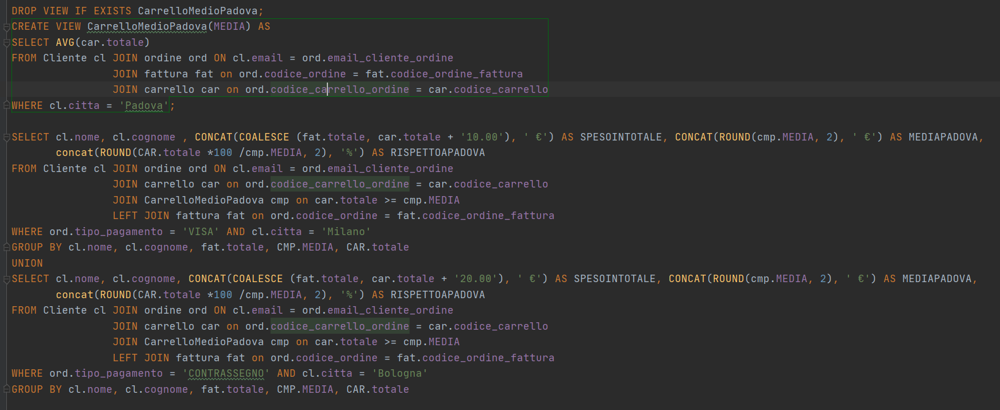 DROP VIEW IF EXISTS CarrelloMedioPadova;
CREATE VIEW CarrelloMedioPadova(MEDIA) AS
SELECT AVG(car.totale)
FROM Cliente cl JOIN ordine ord ON cl.email = ord.email_cliente_ordine
                JOIN fattura fat on ord.codice_ordine = fat.codice_ordine_fattura
                JOIN carrello car on ord.codice_carrello_ordine = car.codice_carrello
WHERE cl.citta = 'Padova';

SELECT cl.nome, cl.cognome , CONCAT(COALESCE (fat.totale, car.totale + '10.00'), ' €') AS SPESOINTOTALE, CONCAT(ROUND(cmp.MEDIA, 2), ' €') AS MEDIAPADOVA,
       concat(ROUND(CAR.totale *100 /cmp.MEDIA, 2), '%') AS RISPETTOAPADOVA
FROM Cliente cl JOIN ordine ord ON cl.email = ord.email_cliente_ordine
                JOIN carrello car on ord.codice_carrello_ordine = car.codice_carrello
                JOIN CarrelloMedioPadova cmp on car.totale >= cmp.MEDIA
                LEFT JOIN fattura fat on ord.codice_ordine = fat.codice_ordine_fattura
WHERE ord.tipo_pagamento = 'VISA' AND cl.citta = 'Milano'
GROUP BY cl.nome, cl.cognome, fat.totale, CMP.MEDIA, CAR.totale
UNION
SELECT cl.nome, cl.cognome, CONCAT(COALESCE (fat.totale, car.totale + '20.00'), ' €') AS SPESOINTOTALE, CONCAT(ROUND(cmp.MEDIA, 2), ' €') AS MEDIAPADOVA,
       concat(ROUND(CAR.totale *100 /cmp.MEDIA, 2), '%') AS RISPETTOAPADOVA
FROM Cliente cl JOIN ordine ord ON cl.email = ord.email_cliente_ordine
                JOIN carrello car on ord.codice_carrello_ordine = car.codice_carrello
                JOIN CarrelloMedioPadova cmp on car.totale >= cmp.MEDIA
                LEFT JOIN fattura fat on ord.codice_ordine = fat.codice_ordine_fattura
WHERE ord.tipo_pagamento = 'CONTRASSEGNO' AND cl.citta = 'Bologna'
GROUP BY cl.nome, cl.cognome, fat.totale, CMP.MEDIA, CAR.totale